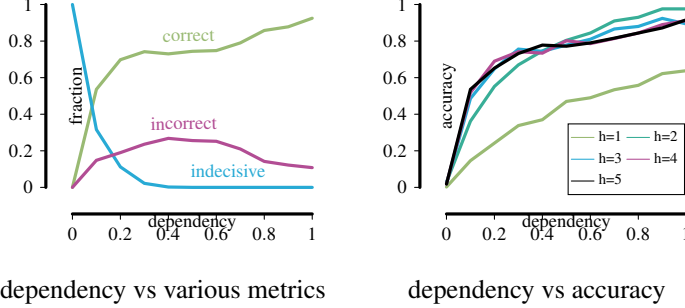 1
0.8
0.6
0.4
0.2
0
fraction
correct
incorrect
indecisive
0 0.2 0.4 0.6 0.8 1
dependency
dependency vs various metrics
1
0.8
0.6
0.4
0.2
0
accuracy
h=1 h=2
h=3 h=4
h=5
0 0.2 0.4 0.6 0.8 1
dependency
dependency vs accuracy